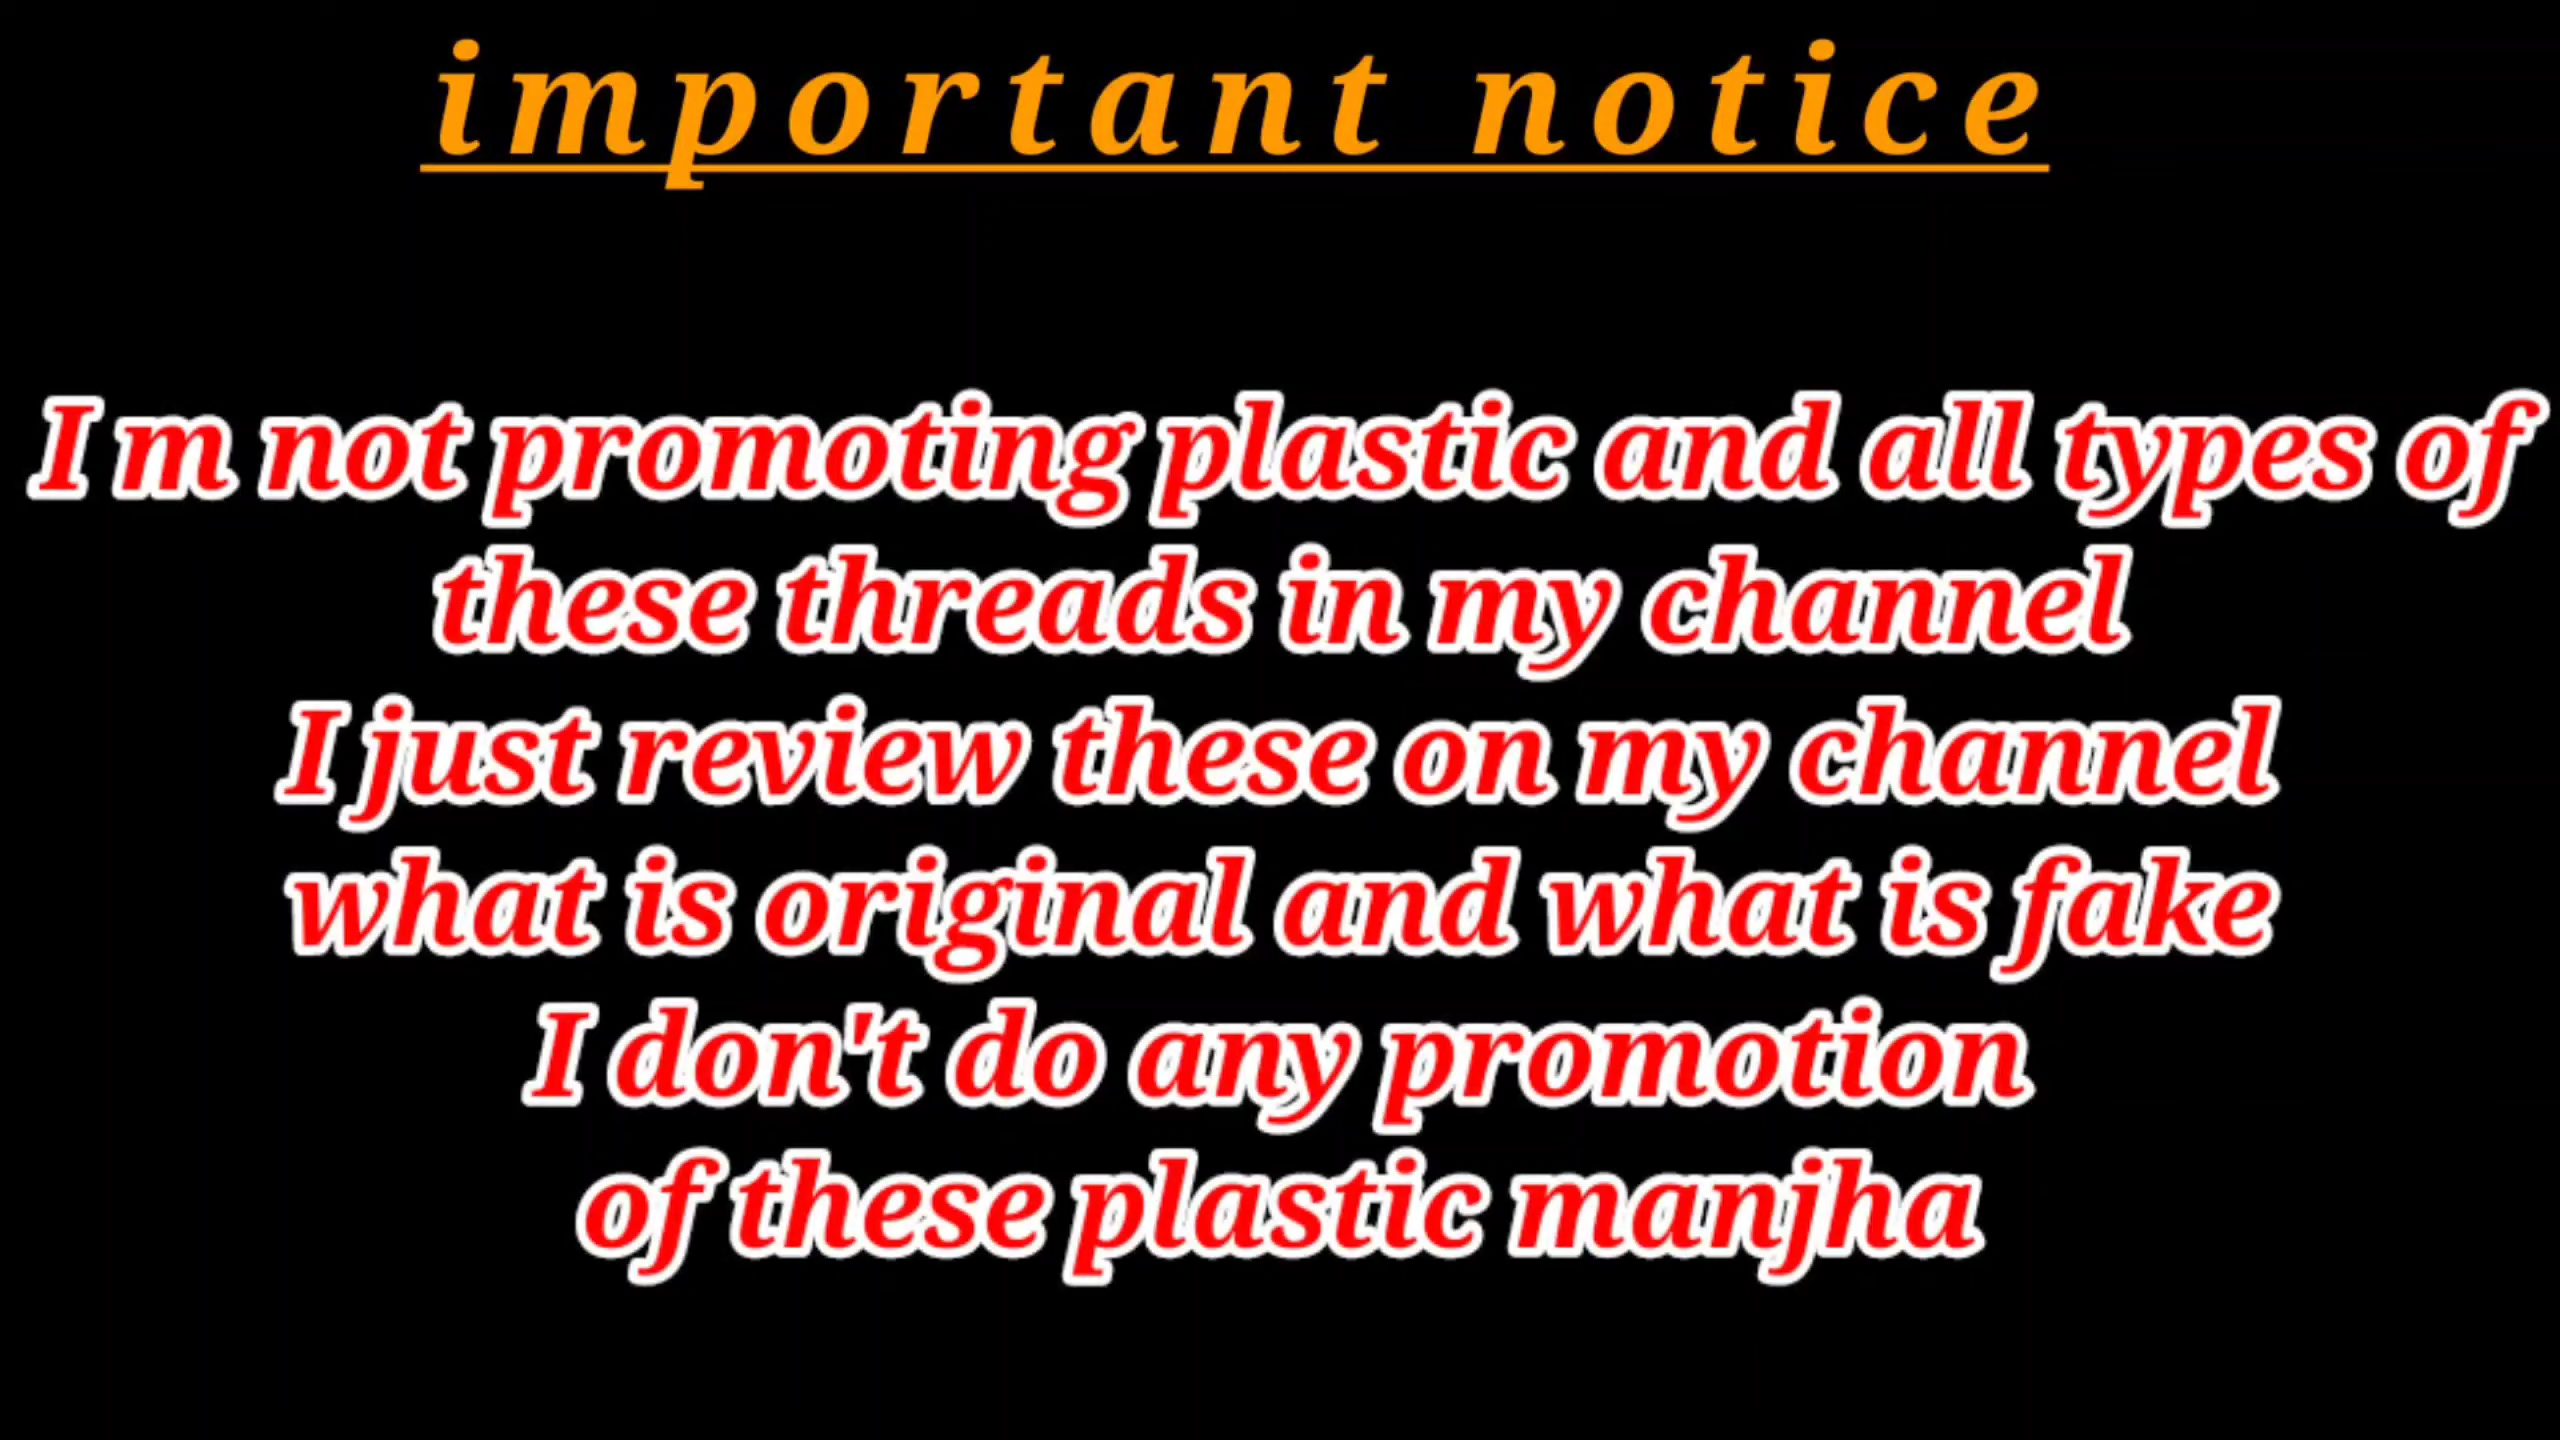 important notice
I m not promoting plastic and all types of
these threads in my channel
I just review these on my channel
what is original and what is fake
I don't do any promotion
of these plastic manjha